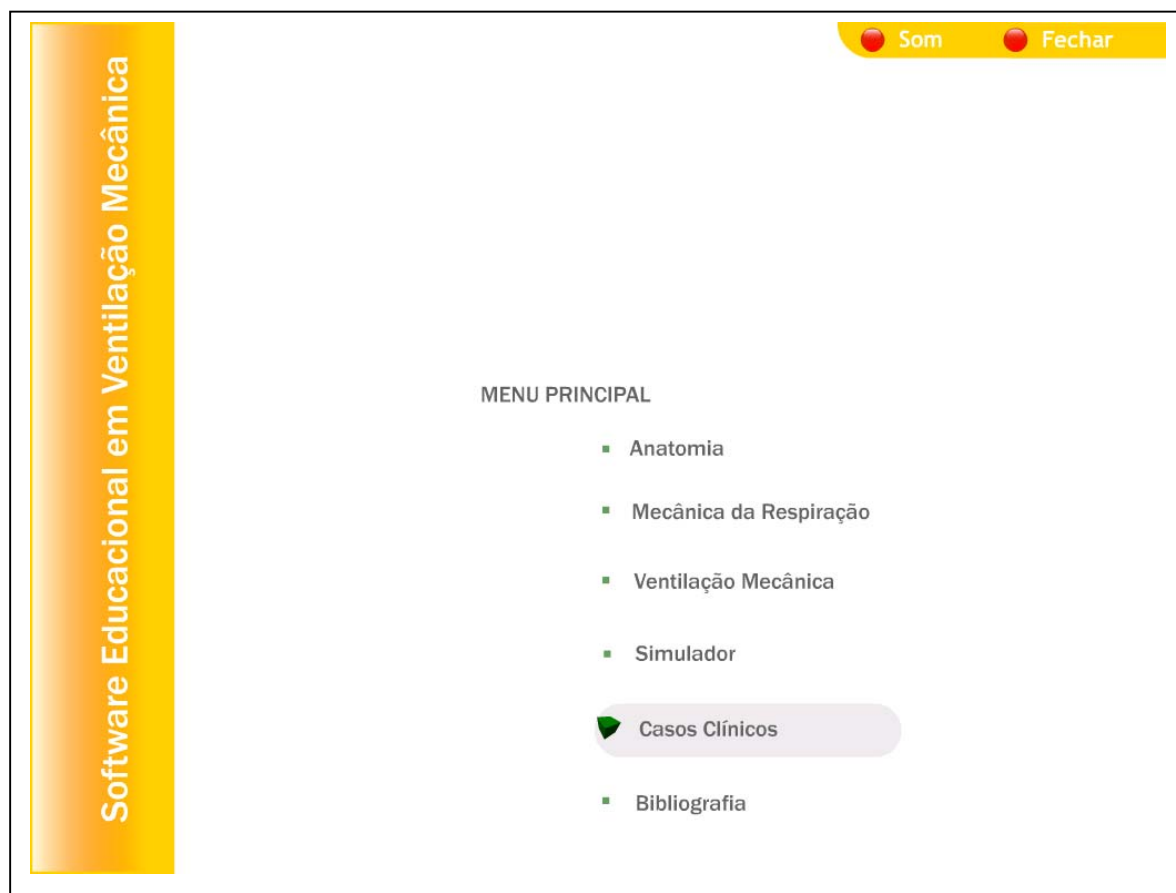 Software Educacional em Ventilação Mecânica
Som
Fechar
MENU PRINCIPAL
Anatomia
Mecânica da Respiração
Ventilação Mecânica
Simulador
Casos Clínicos
Bibliografia